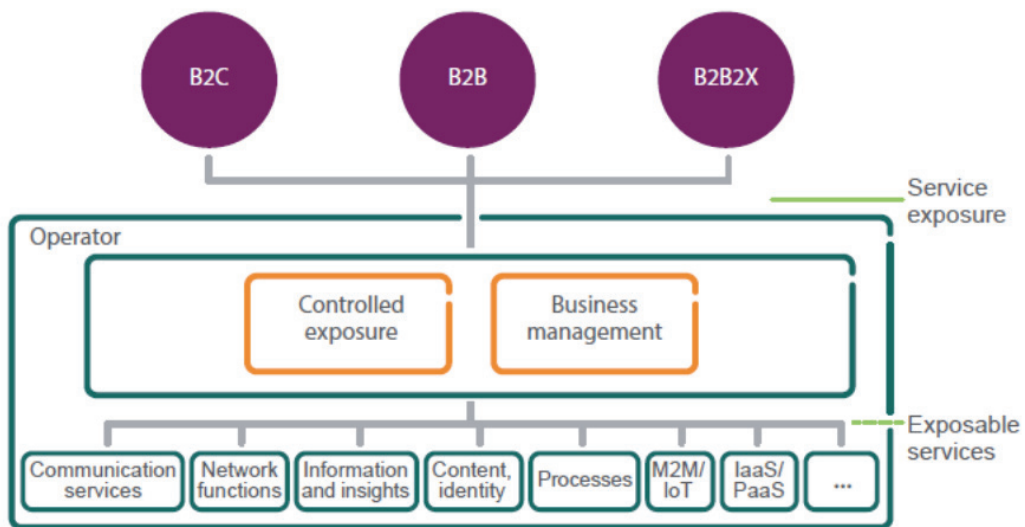 B2C
B2B
B2B2X
Service
exposure
Operator
Controlled
exposure
Business
management
Exposable
services
Communication
services
Network
functions
Information
and insights
Content,
identity
Processes
M2M/
IoT
IaaS/
PaaS
...